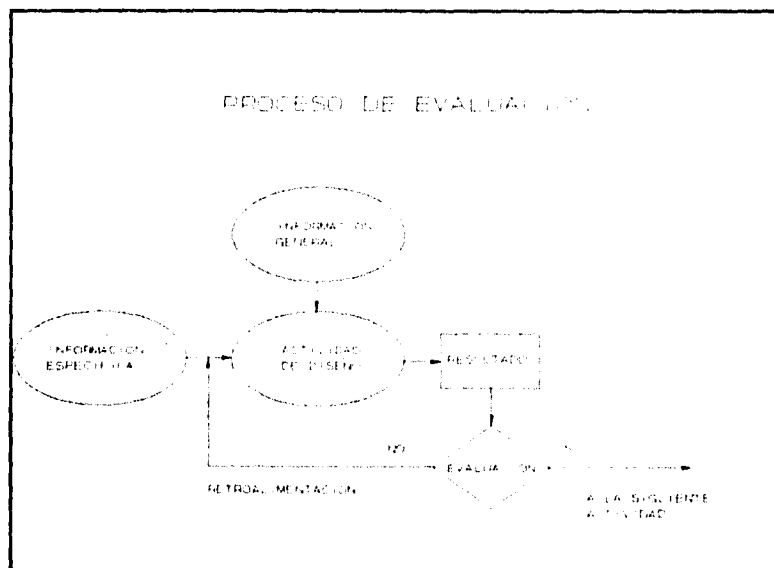 PROCESO DE EVALUACION
INFORMACION
GENERAL
INFORMACION
ESPECIFICA
ACTIVIDAD
DE DISEÑO
RESULTADO
NO
EVALUACION
RETROALIMENTACION
A LA SIGUIENTE
ACTIVIDAD